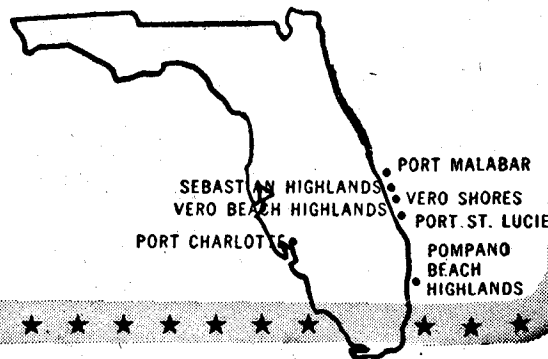 PORT MALABAR
SEBASTIAN HIGHLANDS
VERO SHORES
VERO BEACH HIGHLANDS
PORT ST. LUCIE
PORT CHARLOTTE
POMPANO
BEACH
HIGHLANDS